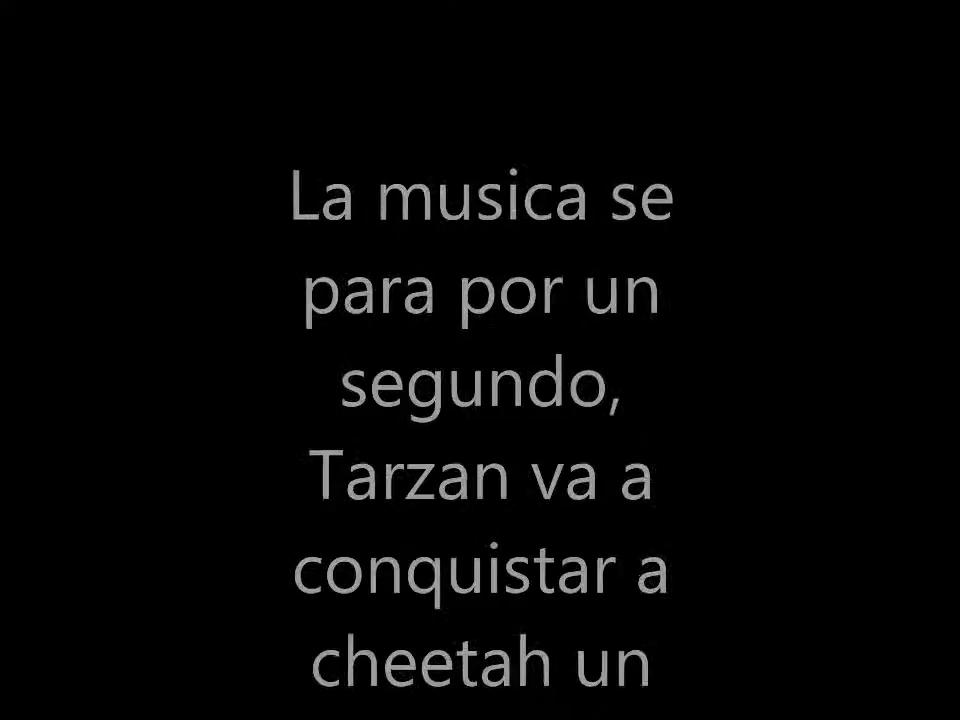 La musica se
para por un
segundo,
Tarzan va a
conquistar a
cheetah un